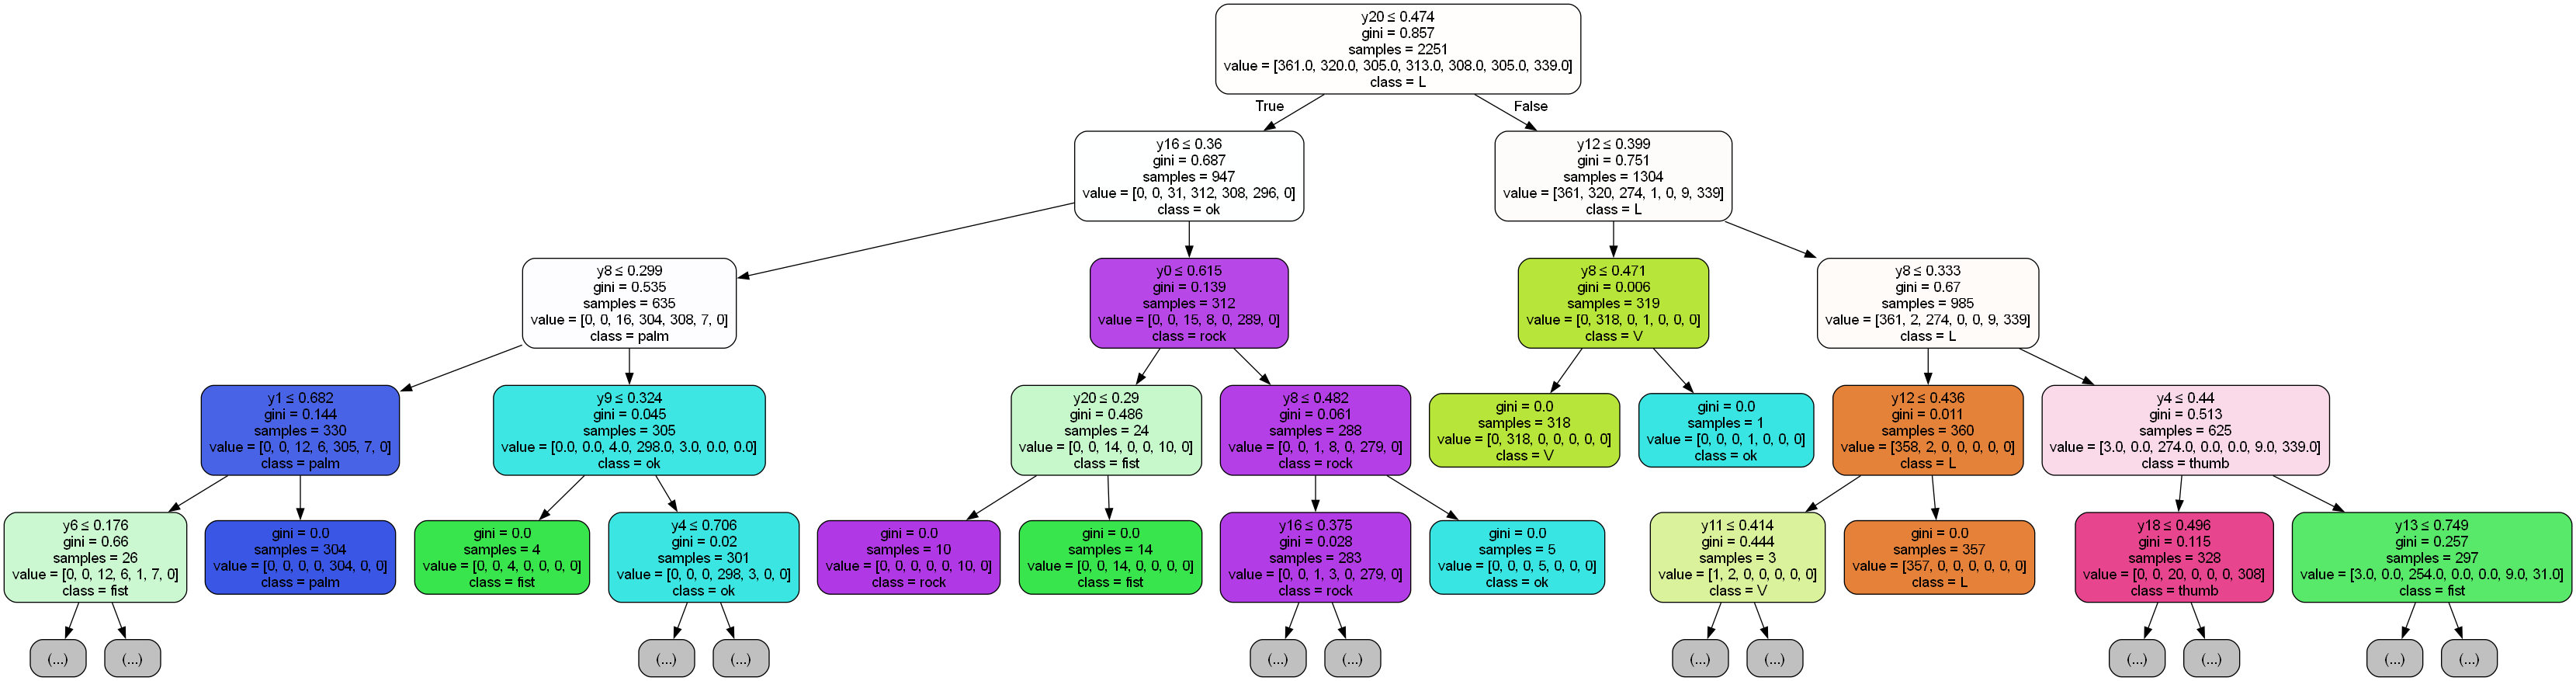 y20 ≤ 0.474
gini = 0.857
samples = 2251
value = [361.0, 320.0, 305.0, 313.0, 308.0, 305.0, 339.0]
class = L
True
False
y16 ≤ 0.36
gini = 0.687
samples = 947
value = [0, 0, 31, 312, 308, 296, 0]
class = ok
y12 ≤ 0.399
gini = 0.751
samples = 1304
value = [361, 320, 274, 1, 0, 9, 339]
class = L
y8 ≤ 0.299
gini = 0.535
samples = 635
value = [0, 0, 16, 304, 308, 7, 0]
class = palm
y0 ≤ 0.615
gini = 0.139
samples = 312
value = [0, 0, 15, 8, 0, 289, 0]
class = rock
y8 ≤ 0.471
gini = 0.006
samples = 319
value = [0, 318, 0, 1, 0, 0, 0]
class = \/
y8 ≤ 0.333
gini = 0.67
samples = 985
value = [361, 2, 274, 0, 0, 9, 339]
class = L
y1 ≤ 0.682
gini = 0.144
samples = 330
value = [0, 0, 12, 6, 305, 7, 0]
class = palm
y9 ≤ 0.324
gini = 0.045
samples = 305
value = [0.0, 0.0, 4.0, 298.0, 3.0, 0.0, 0.0]
class = ok
y20 ≤ 0.29
gini = 0.486
samples = 24
value = [0, 0, 14, 0, 0, 10, 0]
class = fist
y8 ≤ 0.482
gini = 0.061
samples = 288
value = [0, 0, 1, 8, 0, 279, 0]
class = rock
gini = 0.0
samples = 318
value = [0, 318, 0, 0, 0, 0, 0]
class = \/
gini = 0.0
samples = 1
value = [0, 0, 0, 1, 0, 0, 0]
class = ok
y12 ≤ 0.436
gini = 0.011
samples = 360
value = [358, 2, 0, 0, 0, 0, 0]
class = L
y4 ≤ 0.44
gini = 0.513
samples = 625
value = [3.0, 0.0, 274.0, 0.0, 0.0, 9.0, 339.0]
class = thumb
y6 ≤ 0.176
gini = 0.66
samples = 26
value = [0, 0, 12, 6, 1, 7, 0]
class = fist
gini = 0.0
samples = 304
value = [0, 0, 0, 0, 304, 0, 0]
class = palm
gini = 0.0
samples = 4
value = [0, 0, 4, 0, 0, 0, 0]
class = fist
y4 ≤ 0.706
gini = 0.02
samples = 301
value = [0, 0, 0, 298, 3, 0, 0]
class = ok
gini = 0.0
samples = 10
value = [0, 0, 0, 0, 0, 10, 0]
class = rock
gini = 0.0
samples = 14
value = [0, 0, 14, 0, 0, 0, 0]
class = fist
y16 ≤ 0.375
gini = 0.028
samples = 283
value = [0, 0, 1, 3, 0, 279, 0]
class = rock
gini = 0.0
samples = 5
value = [0, 0, 0, 5, 0, 0, 0]
class = ok
y11 ≤ 0.414
gini = 0.444
samples = 3
value = [1, 2, 0, 0, 0, 0, 0]
class = \/
gini = 0.0
samples = 357
value = [357, 0, 0, 0, 0, 0, 0]
class = L
y18 ≤ 0.496
gini = 0.115
samples = 328
value = [0, 0, 20, 0, 0, 0, 308]
class = thumb
y13 ≤ 0.749
gini = 0.257
samples = 297
value = [3.0, 0.0, 254.0, 0.0, 0.0, 9.0, 31.0]
class = fist
(...)
(...)
(...)
(...)
(...)
(...)
(...)
(...)
(...)
(...)
(...)
(...)